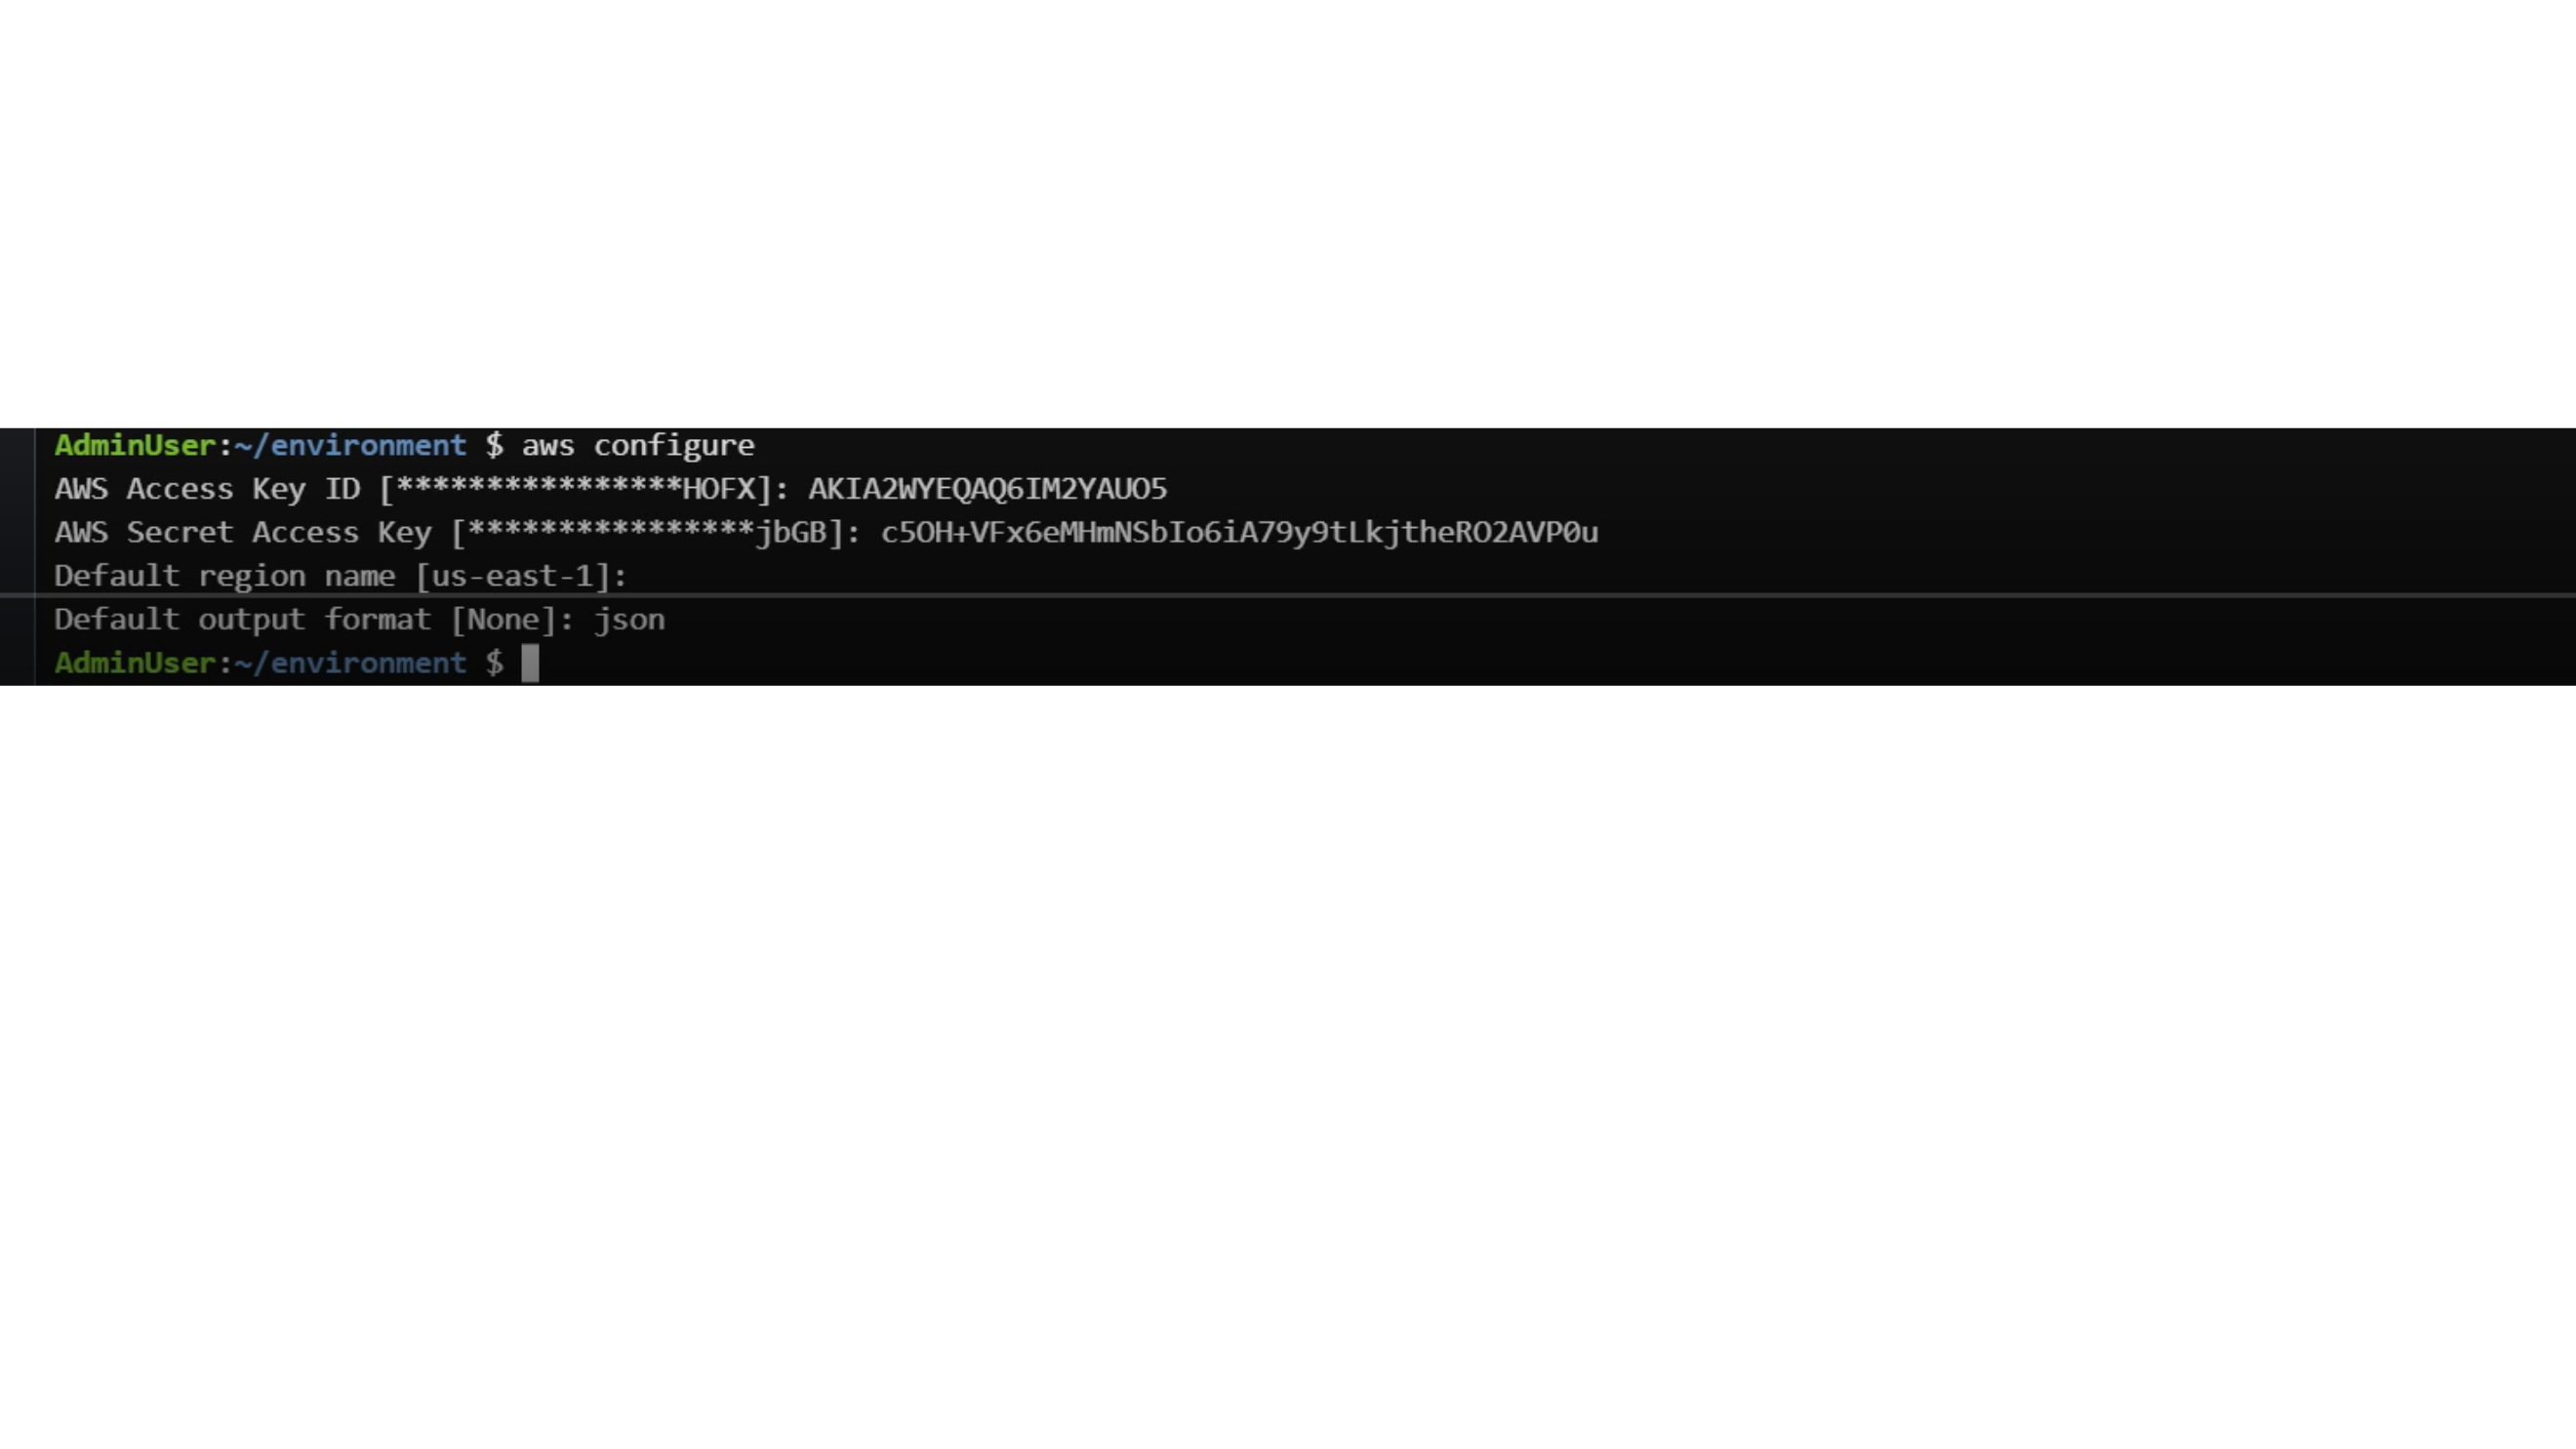 AdminUser:~/environment $ aws configure
AWS Access Key ID [****************HOFX]: AKIA2WYEQAQ6IM2YAUO5
AWS Secret Access Key [****************jbGB]: 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
Default region name [us-east-1]:
Default output format [None]: json
AdminUser:~/environment $